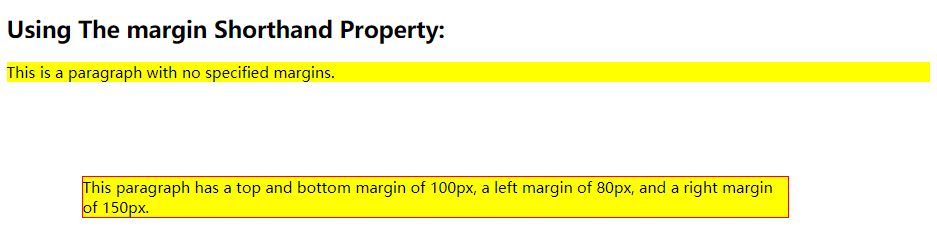 Using The margin Shorthand Property:
This is a paragraph with no specified margins.
This paragraph has a top and bottom margin of 100px, a left margin of 80px, and a right margin
of 150px.